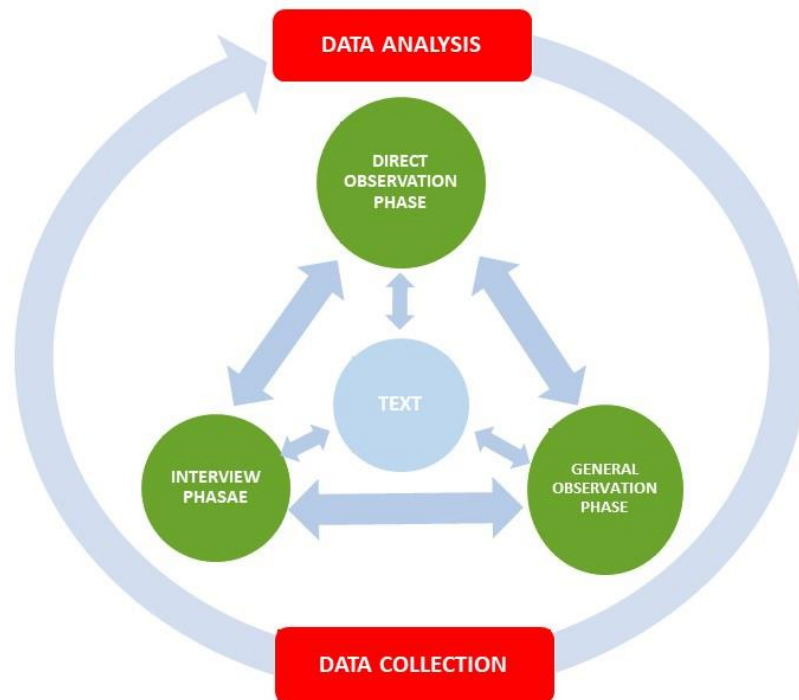 DATA ANALYSIS
DIRECT
OBSERVATION
PHASE
TEXT
INTERVIEW
PHASAE
GENERAL
OBSERVATION
PHASE
DATA COLLECTION